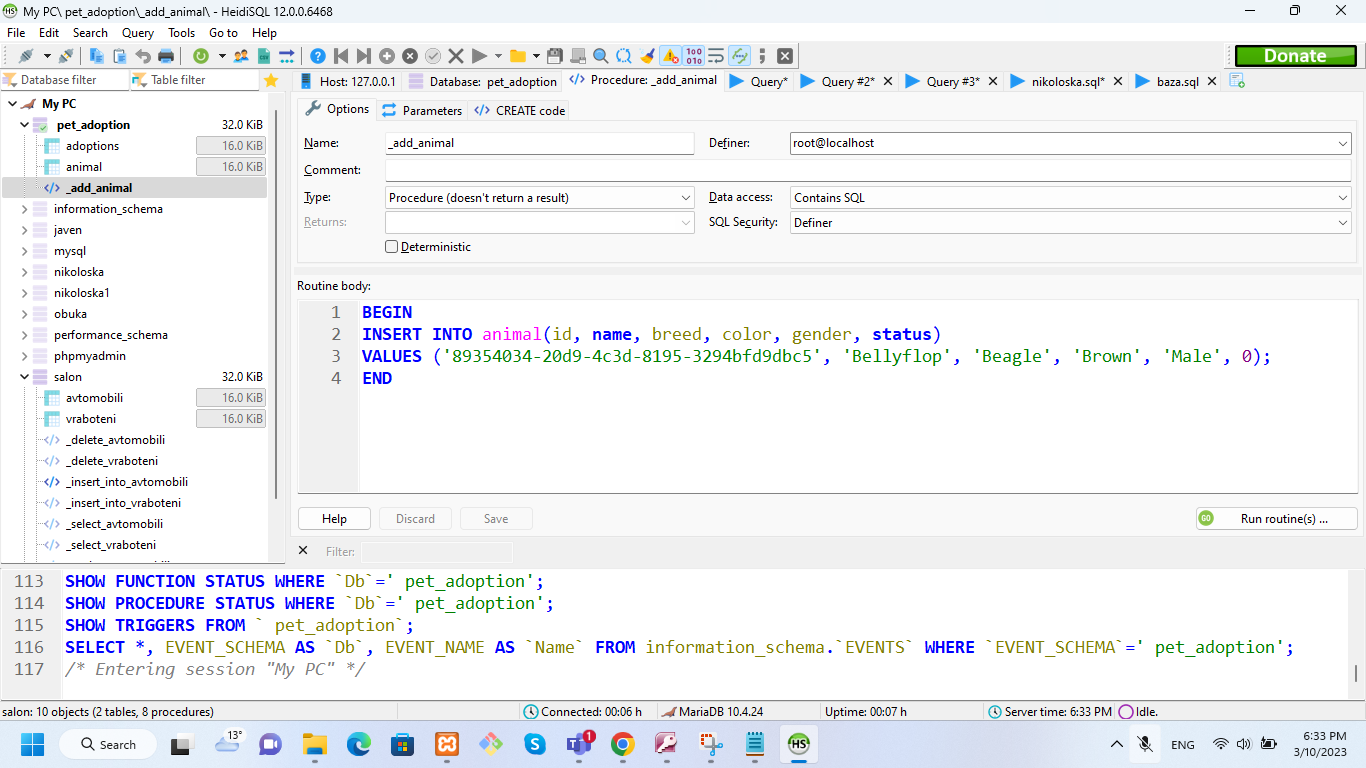 My PC\ pet_adoption\_add_animal\ - HeidiSQL 12.0.0.6468
File Edit Search Query Tools Go to Help
Donate
Database filter Table filter
Host: 127.0.0.1 Database: pet_adoption Procedure: _add_animal Query* Query #2* Query #3* nikoloska.sql* baza.sql
My PC
pet_adoption 32.0 KiB
adoptions 16.0 KiB
animal 16.0 KiB
_add_animal
information_schema
javen
mysql
nikoloska
nikoloska1
obuka
performance_schema
phpmyadmin
salon 32.0 KiB
avtomobili 16.0 KiB
vraboteni 16.0 KiB
_delete_avtomobili
_delete_vraboteni
_insert_into_avtomobili
_insert_into_vraboteni
_select_avtomobili
_select_vraboteni
Options Parameters CREATE code
Name: _add_animal Definer: root@localhost
Comment:
Type: Procedure (doesn't return a result) Data access: Contains SQL
Returns: SQL Security: Definer
Deterministic
Routine body:
1 BEGIN
2 INSERT INTO animal(id, name, breed, color, gender, status)
3 VALUES ('89354034-20d9-4c3d-8195-3294bfd9dbc5', 'Bellyflop', 'Beagle', 'Brown', 'Male', 0);
4 END
Help Discard Save Run routine(s) ...
Filter:
113 SHOW FUNCTION STATUS WHERE `Db`=' pet_adoption';
114 SHOW PROCEDURE STATUS WHERE `Db`=' pet_adoption';
115 SHOW TRIGGERS FROM ` pet_adoption`;
116 SELECT *, EVENT_SCHEMA AS `Db`, EVENT_NAME AS `Name` FROM information_schema.`EVENTS` WHERE `EVENT_SCHEMA`=' pet_adoption';
117 /* Entering session "My PC" */
salon: 10 objects (2 tables, 8 procedures) Connected: 00:06 h MariaDB 10.4.24 Uptime: 00:07 h Server time: 6:33 PM Idle.
Search 13° 1 HS ENG 6:33 PM
3/10/2023